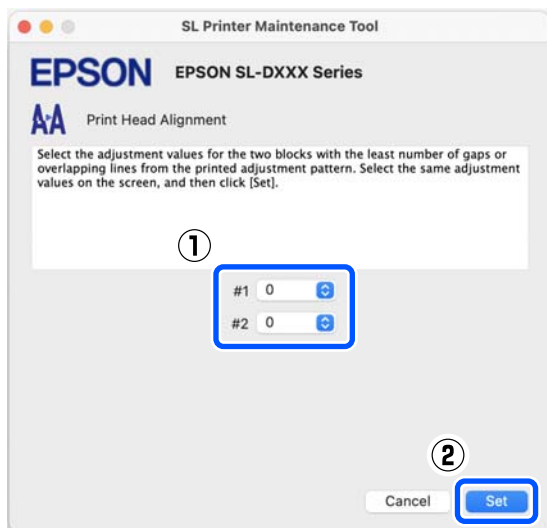 SL Printer Maintenance Tool
EPSON EPSON SL-DXXX Series
A▸A Print Head Alignment
Select the adjustment values for the two blocks with the least number of gaps or
overlapping lines from the printed adjustment pattern. Select the same adjustment
values on the screen, and then click [Set].
①
#1 0
#2 0
②
Cancel Set